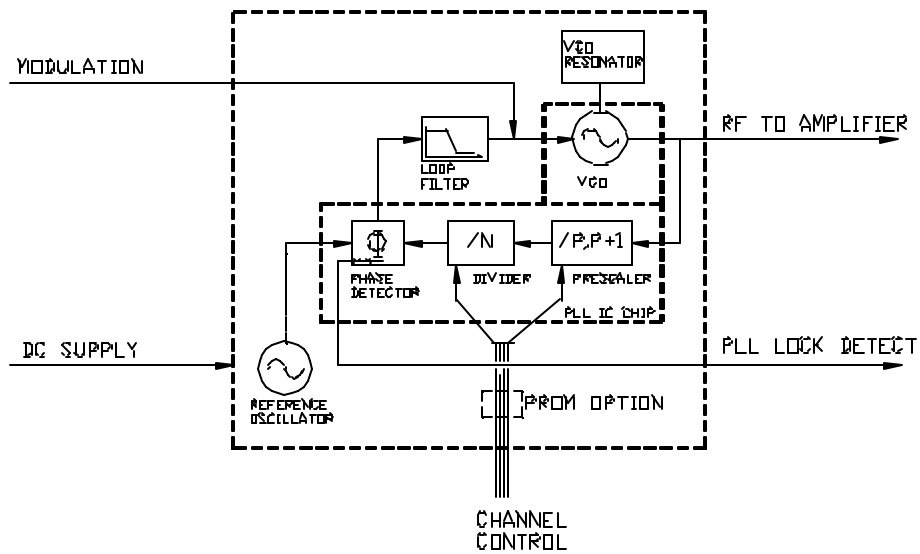 MODULATION
VCO
RESONATOR
RF TO AMPLIFIER
LOOP
FILTER
VCO
/N
/P,P+1
PHASE
DETECTOR
DIVIDER
PRESCALER
PLL IC CHIP
DC SUPPLY
PLL LOCK DETECT
REFERENCE
OSCILLATOR
PROM OPTION
CHANNEL
CONTROL